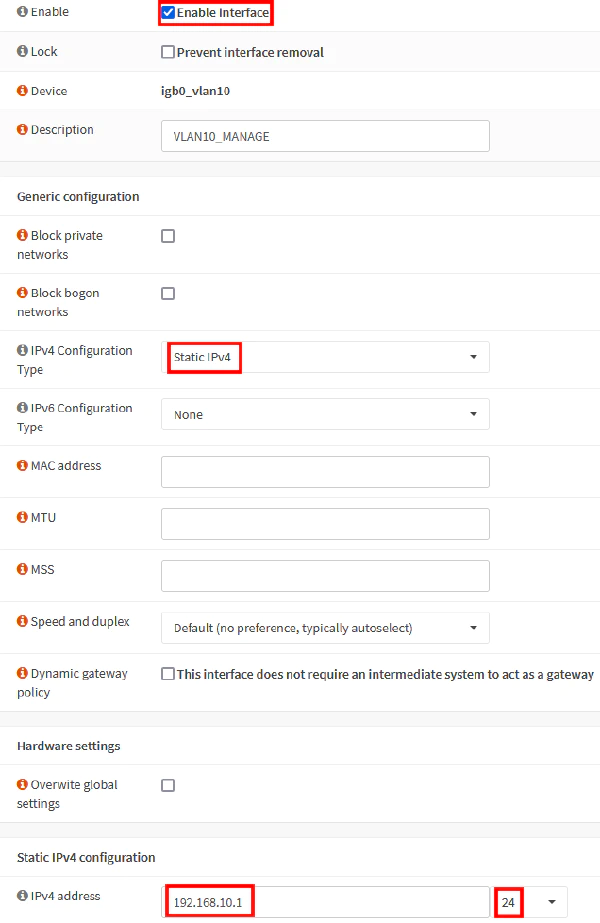 Enable
Enable Interface
Lock
Prevent interface removal
Device
igb0_vlan10
Description
VLAN10_MANAGE
Generic configuration
Block private
networks
Block bogon
networks
IPv4 Configuration
Type
Static IPv4
IPv6 Configuration
Type
None
MAC address
MTU
MSS
Speed and duplex
Default (no preference, typically autoselect)
Dynamic gateway
policy
This interface does not require an intermediate system to act as a gateway
Hardware settings
Overwite global
settings
Static IPv4 configuration
IPv4 address
192.168.10.1
24